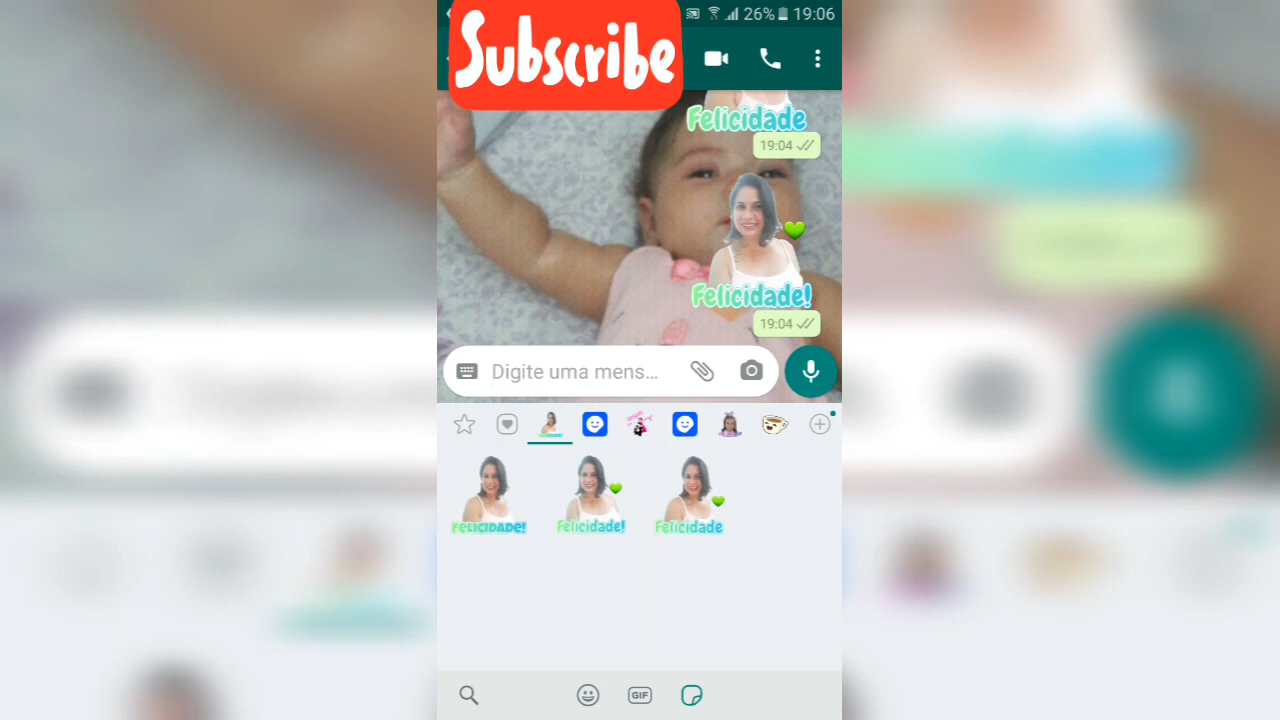 Subscribe
26% 19:06
Felicidade
19:04
Felicidade!
19:04
Digite uma mens...
FELICIDADE! Felicidade! Felicidade
GIF